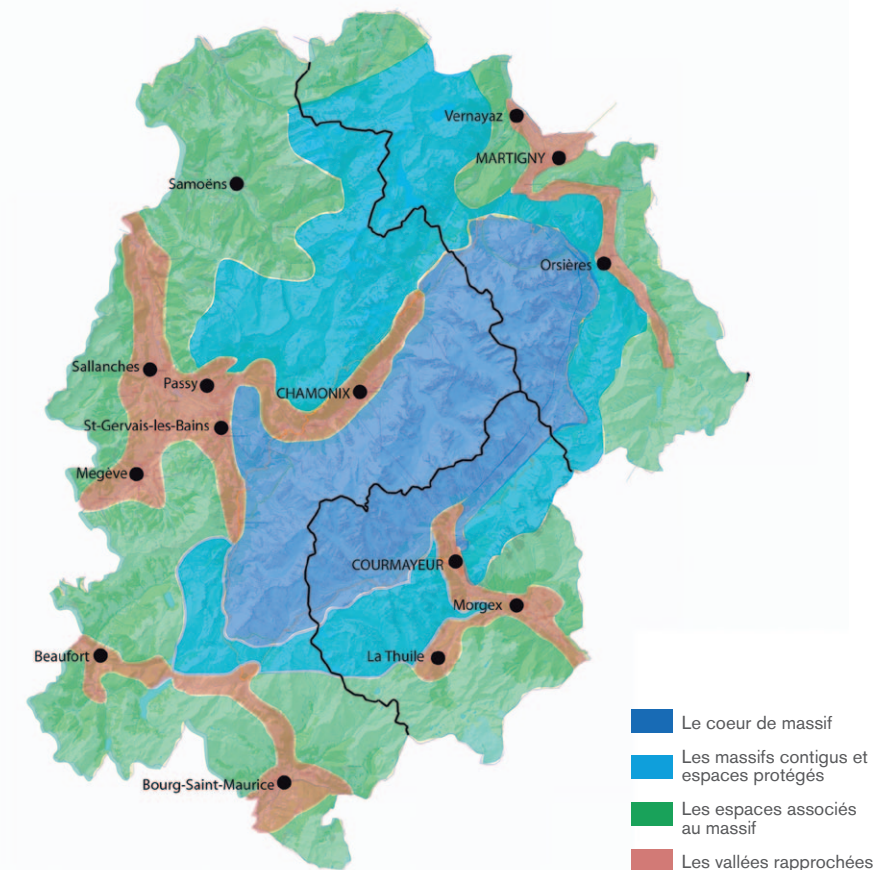 Vernayaz
MARTIGNY
Samoëns
Orsières
Sallanches
Passy
CHAMONIX
St-Gervais-les-Bains
Megève
COURMAYEUR
Morgex
Beaufort
La Thuile
Bourg-Saint-Maurice
Le coeur de massif
Les massifs contigus et
espaces protégés
Les espaces associés
au massif
Les vallées rapprochées